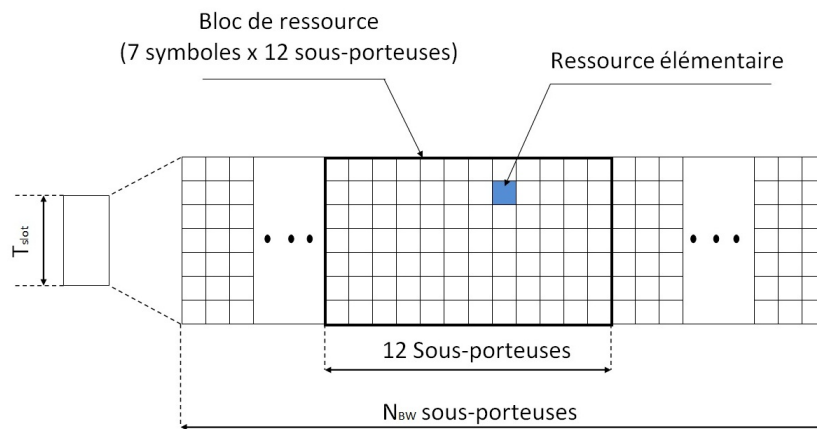 Bloc de ressource
(7 symboles x 12 sous-porteuses)
Ressource élémentaire
Tslot
12 Sous-porteuses
NBW sous-porteuses